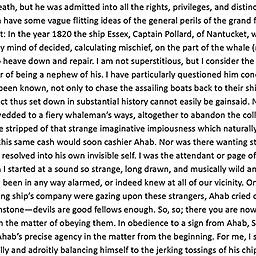 eath, but he was admitted into all the rights, privileges, and distinc
have some vague flitting ideas of the general perils of the grand f
t: In the year 1820 the ship Essex, Captain Pollard, of Nantucket, w
y mind of decided, calculating mischief, on the part of the whale (
o heave down and repair. I am not superstitious, but I consider the
r of being a nephew of his. I have particularly questioned him conc
been known, not only to chase the assailing boats back to their shi
ct thus set down in substantial history cannot easily be gainsaid. N
wedded to a fiery whaleman's ways, altogether to abandon the coll
e stripped of that strange imaginative impiousness which naturally
this same cash would soon cashier Ahab. Nor was there wanting st
resolved into his own invisible self. I was the attendant or page of
I started at a sound so strange, long drawn, and musically wild an
been in any way alarmed, or indeed knew at all of our vicinity. On
ng ship's company were gazing upon these strangers, Ahab cried o
mstone—devils are good fellows enough. So, so; there you are now
n the matter of obeying them. In obedience to a sign from Ahab, S
Ahab's precise agency in the matter from the beginning. For me, I s
lly and adroitly balancing himself to the jerking tossings of his chip